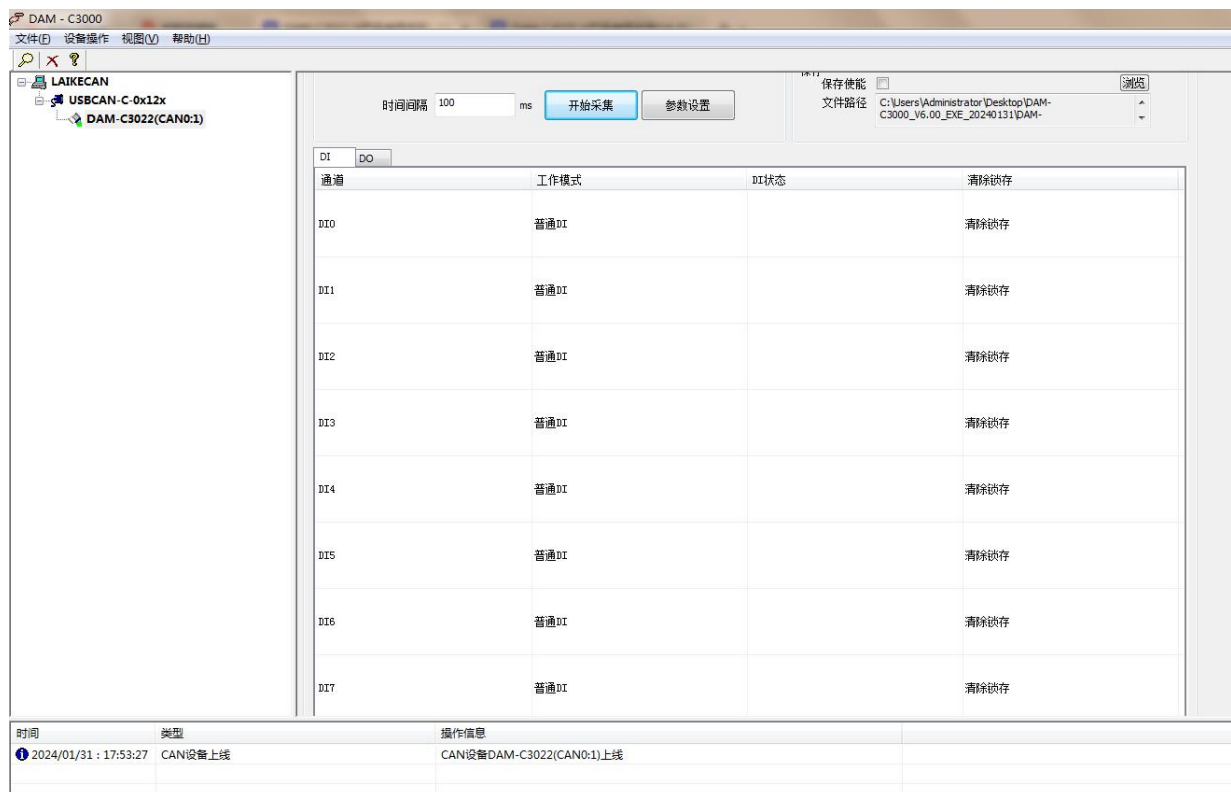 DAM - C3000
文件(F) 设备操作 视图(V) 帮助(H)
LAIKECAN
USBCAN-C-0x12x
DAM-C3022(CAN0:1)
时间间隔 100 ms 开始采集 参数设置
保存使能 浏览
文件路径 C:\Users\Administrator\Desktop\DAM-
C3000_V6.00_EXE_20240131\DAM-
DI DO
通道 工作模式 DI状态 清除锁存
DI0 普通DI 清除锁存
DI1 普通DI 清除锁存
DI2 普通DI 清除锁存
DI3 普通DI 清除锁存
DI4 普通DI 清除锁存
DI5 普通DI 清除锁存
DI6 普通DI 清除锁存
DI7 普通DI 清除锁存
时间 类型 操作信息
2024/01/31 : 17:53:27 CAN设备上线 CAN设备DAM-C3022(CAN0:1)上线